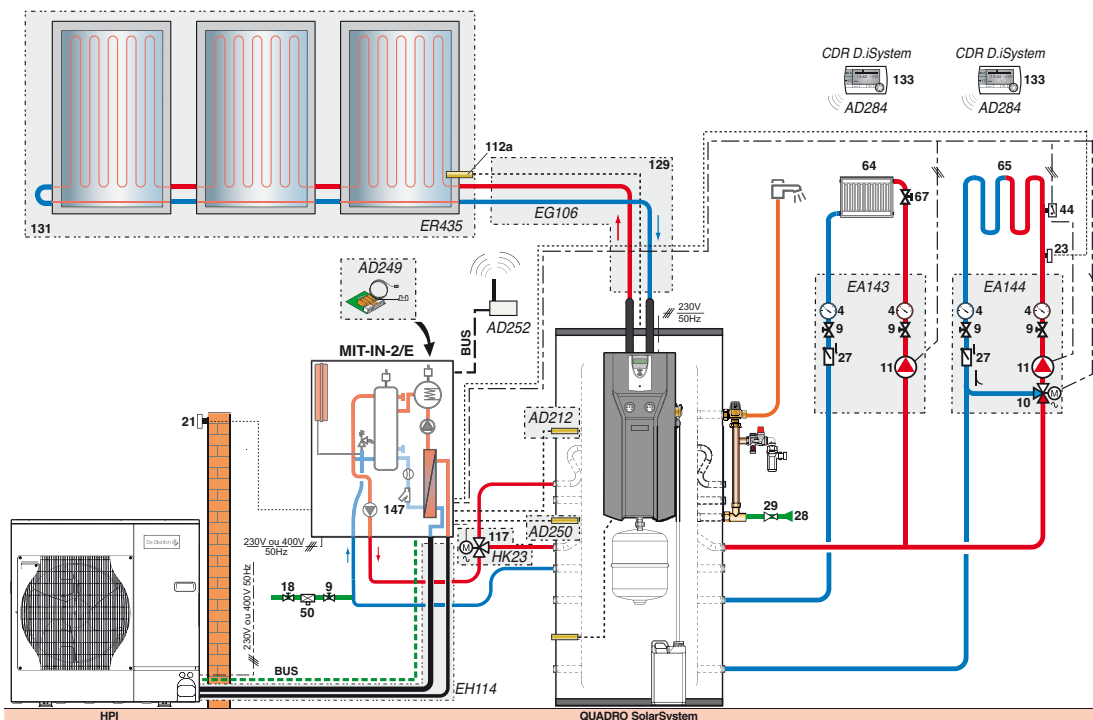 CDR D.iSystem
133
AD284
CDR D.iSystem
133
AD284
112a
129
EG106
ER435
131
64
67
65
44
23
AD249
AD252
BUS
MIT-IN-2/E
230V
50Hz
EA143
4
4
9
9
27
11
EA144
4
4
9
9
27
11
10
M
21
AD212
147
AD250
29
28
117
M
HK23
230V ou 400V
50Hz
De Dietrich
18
9
50
230V ou 400V 50Hz
BUS
EH114
HPI
QUADRO SolarSystem